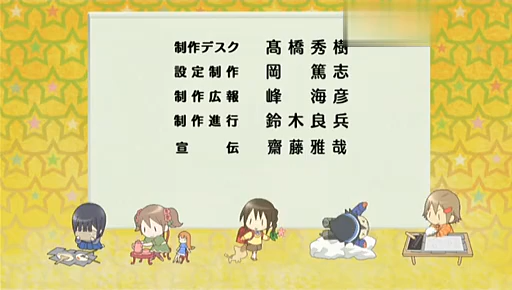 制作デスク 髙橋秀樹
設定制作 岡篤志
制作広報 峰海彦
制作進行 鈴木良兵
宣伝 齋藤雅哉